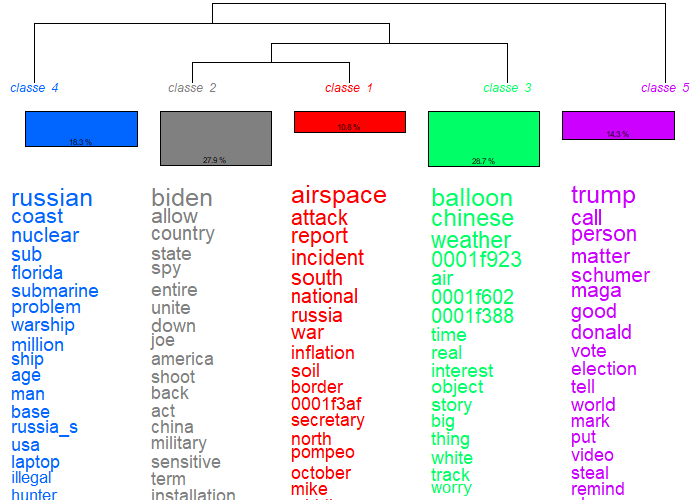 classe 4
classe 2
classe 1
classe 3
classe 5
18.3 %
27.9 %
10.8 %
28.7 %
14.3 %
russian
coast
nuclear
sub
florida
submarine
problem
warship
million
ship
age
man
base
russia_s
usa
laptop
illegal
hunter
biden
allow
country
state
spy
entire
unite
down
joe
america
shoot
back
act
china
military
sensitive
term
installation
airspace
attack
report
incident
south
national
russia
war
inflation
soil
border
0001f3af
secretary
north
pompeo
october
mike
balloon
chinese
weather
0001f923
air
0001f602
0001f388
time
real
interest
object
story
big
thing
white
track
worry
trump
call
person
matter
schumer
maga
good
donald
vote
election
tell
world
mark
put
video
steal
remind